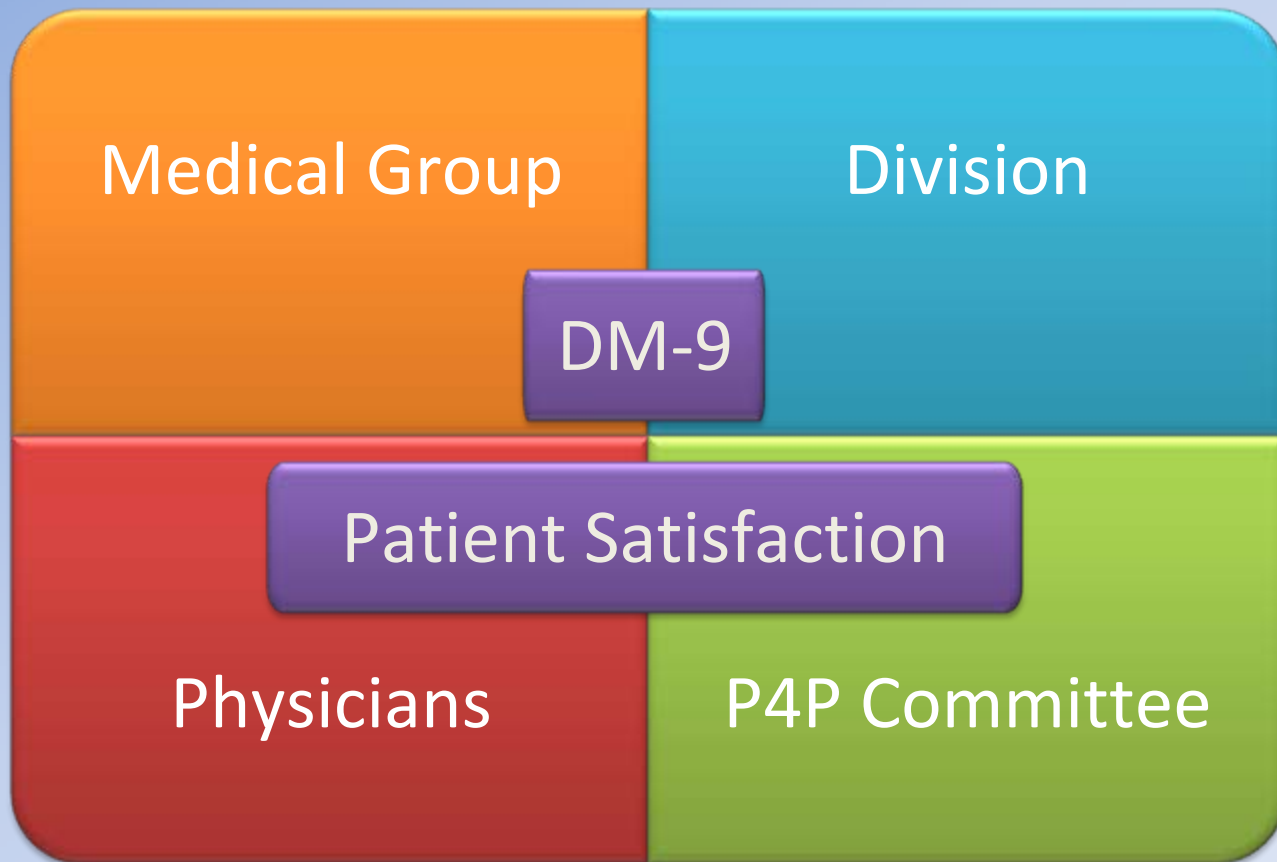 Medical Group
Division
DM-9
Patient Satisfaction
Physicians
P4P Committee